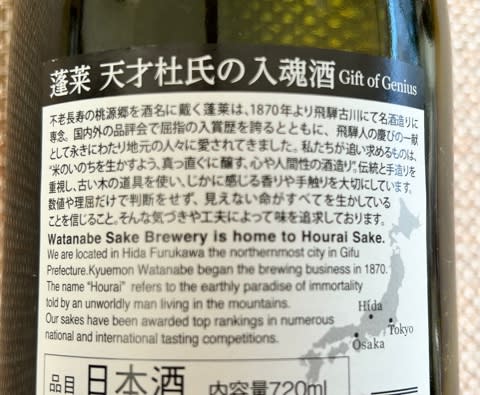 蓬莱 天才杜氏の入魂酒 Gift of Genius
不老長寿の桃源郷を酒名に戴く蓬莱は、1870年より飛騨古川にて名酒造りに
専念。国内外の品評会で屈指の入賞歴を誇るとともに、飛騨人の慶びの一献
として永きにわたり地元の人々に愛されてきました。私たちが追い求めるものは、
“米のいのちを生かすよう、真っ直ぐに醸す、心や人間性の酒造り”。伝統と手造りを
重視し、古い木の道具を使い、じかに感じる香りや手触りを大切にしています。
数値や理屈だけで判断をせず、見えない命がすべてを生かしている
ことを信じること。そんな気づきや工夫によって味を追求しております。
Watanabe Sake Brewery is home to Hourai Sake.
We are located in Hida Furukawa the northernmost city in Gifu
Prefecture.Kyuemon Watanabe began the brewing business in 1870.
The name “Hourai” refers to the earthly paradise of immortality
told by an unworldly man living in the mountains.
Our sakes have been awarded top rankings in numerous
national and international tasting competitions.
Hida
Tokyo
Osaka
品目 日本酒 内容量720ml